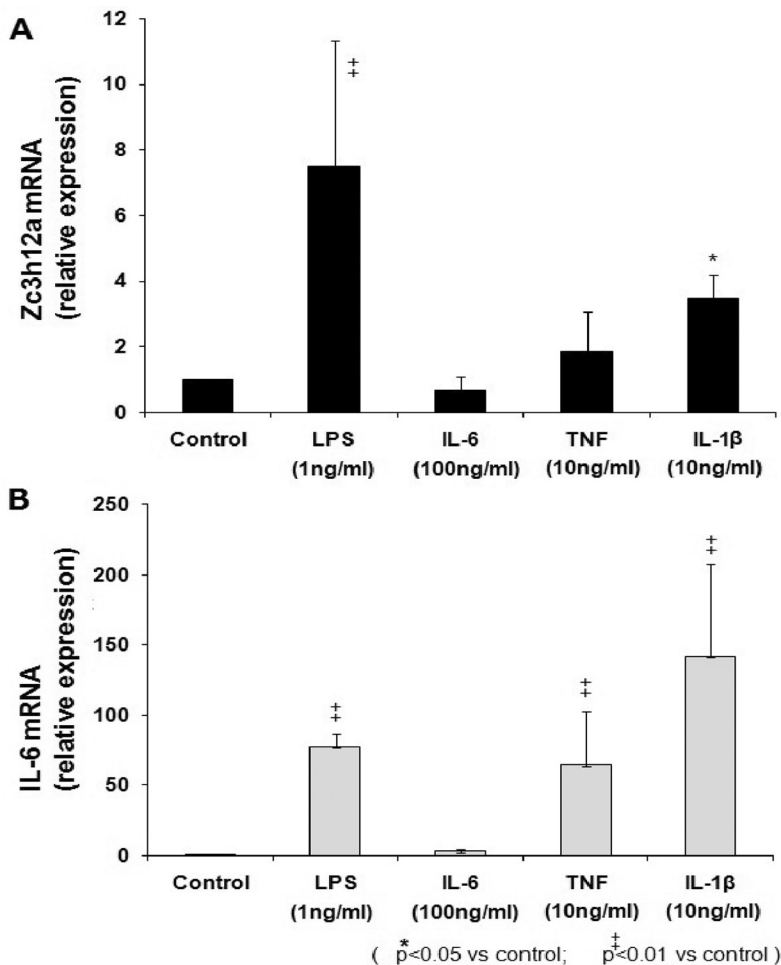 A
Zc3h12a mRNA
(relative expression)
12
10
8
6
4
2
0
‡
*
Control LPS IL-6 TNF IL-1β
(1ng/ml) (100ng/ml) (10ng/ml) (10ng/ml)
B
IL-6 mRNA
(relative expression)
250
200
150
100
50
0
‡
‡
‡
Control LPS IL-6 TNF IL-1β
(1ng/ml) (100ng/ml) (10ng/ml) (10ng/ml)
( *p<0.05 vs control; ‡p<0.01 vs control )